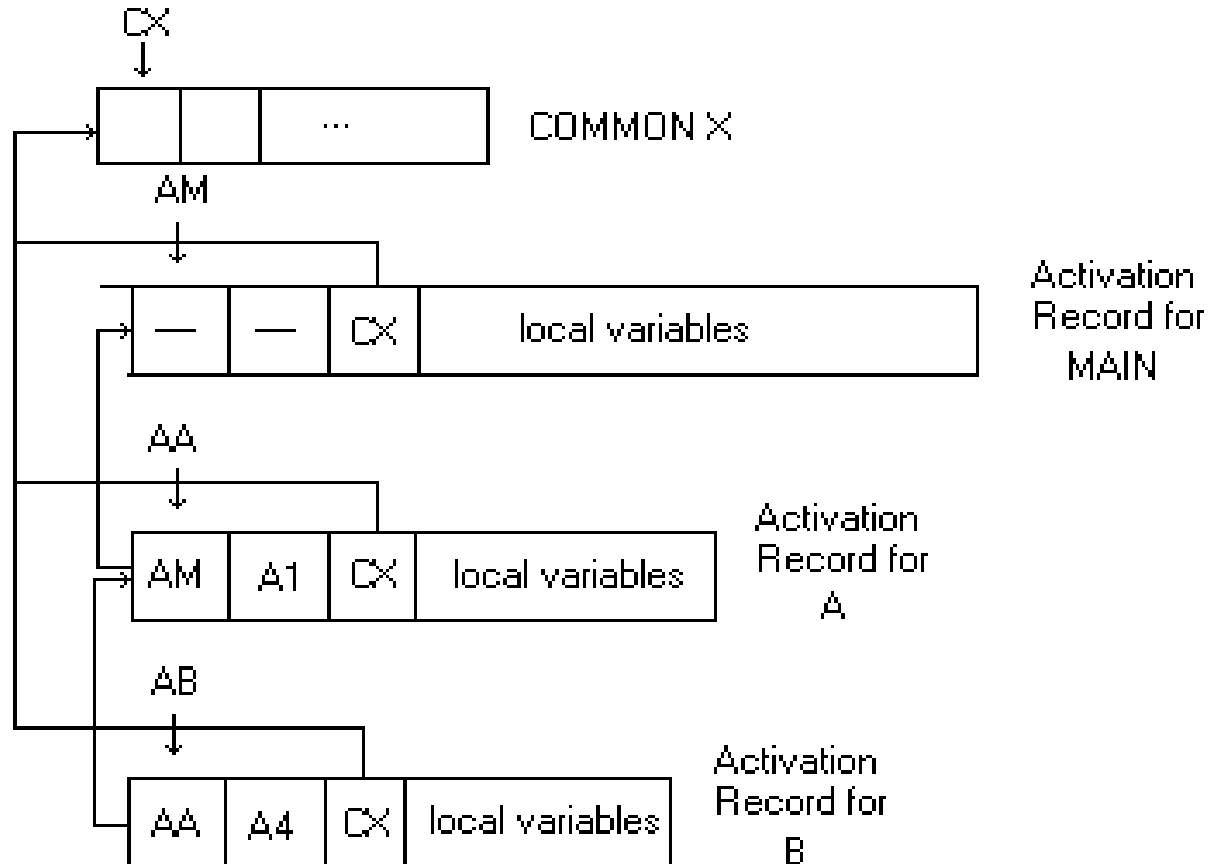 CX
... COMMON X
AM
— — CX local variables
Activation
Record for
MAIN
AA
AM A1 CX local variables
Activation
Record for
A
AB
AA A4 CX local variables
Activation
Record for
B